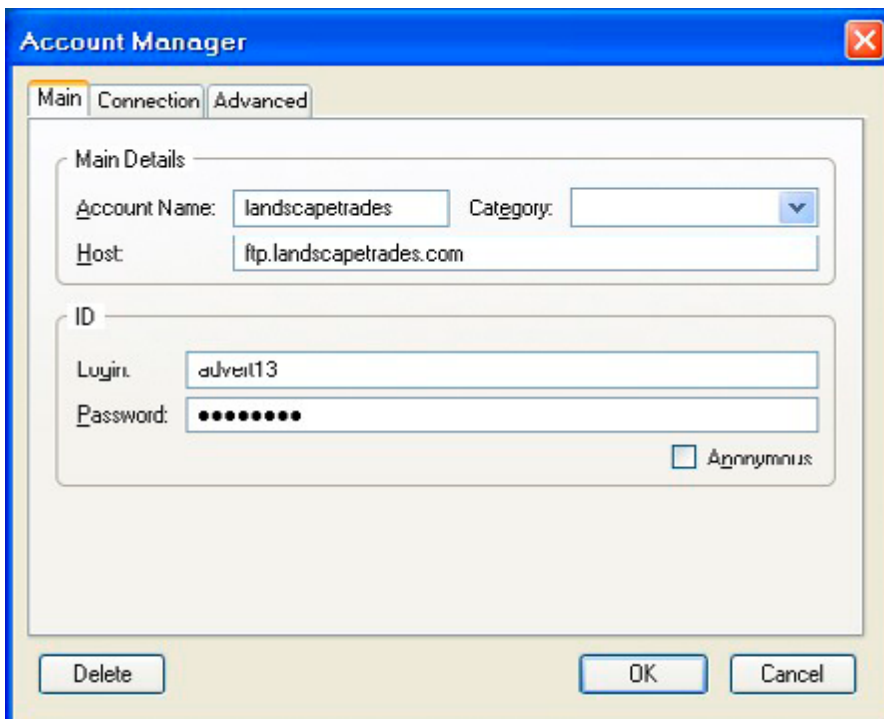 Account Manager
Main Connection Advanced
Main Details
Account Name: landscapetrades Category:
Host: ftp.landscapetrades.com
ID
Login: advert13
Password: ●●●●●●●●
Anonymous
Delete OK Cancel